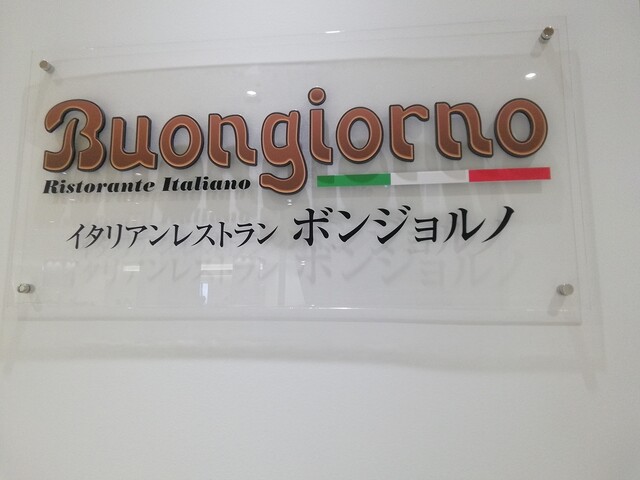 Buongiorno
Ristorante Italiano
イタリアンレストラン ボンジョルノ